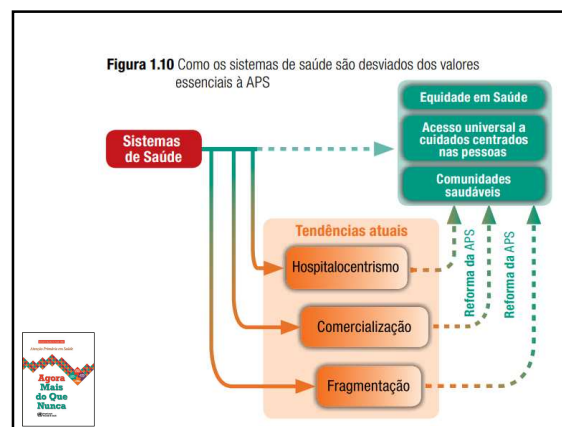 Figura 1.10 Como os sistemas de saúde são desviados dos valores
essenciais à APS
Equidade em Saúde
Acesso universal a
cuidados centrados
nas pessoas
Comunidades
saudáveis
Sistemas
de Saúde
Tendências atuais
Hospitalocentrismo
Comercialização
Fragmentação
Reforma da APS
Reforma da APS
Agora
Mais
do Que
Nunca